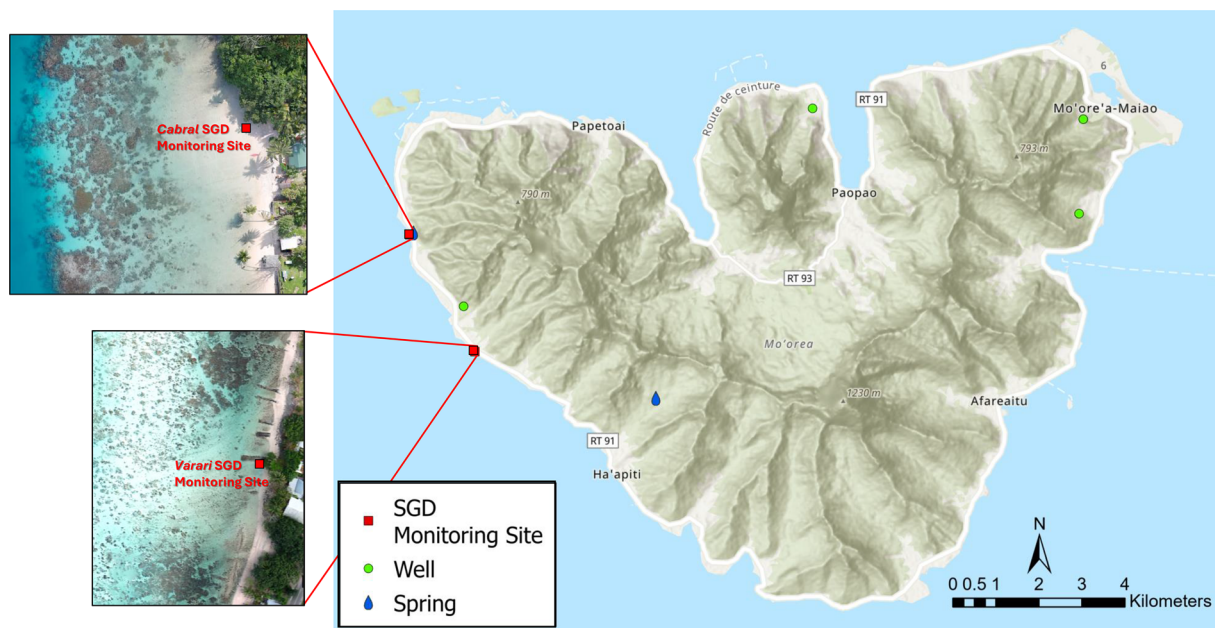 Cabral SGD
Monitoring Site
Varari SGD
Monitoring Site
Papetoai
Route de ceinture
RT 91
6
Mo'ore'a-Maiao
793 m
790 m
Paopao
RT 93
Mo'orea
1230 m
Afareaitu
RT 91
Ha'apiti
SGD
Monitoring Site
Well
Spring
N
0 0.5 1 2 3 4
Kilometers